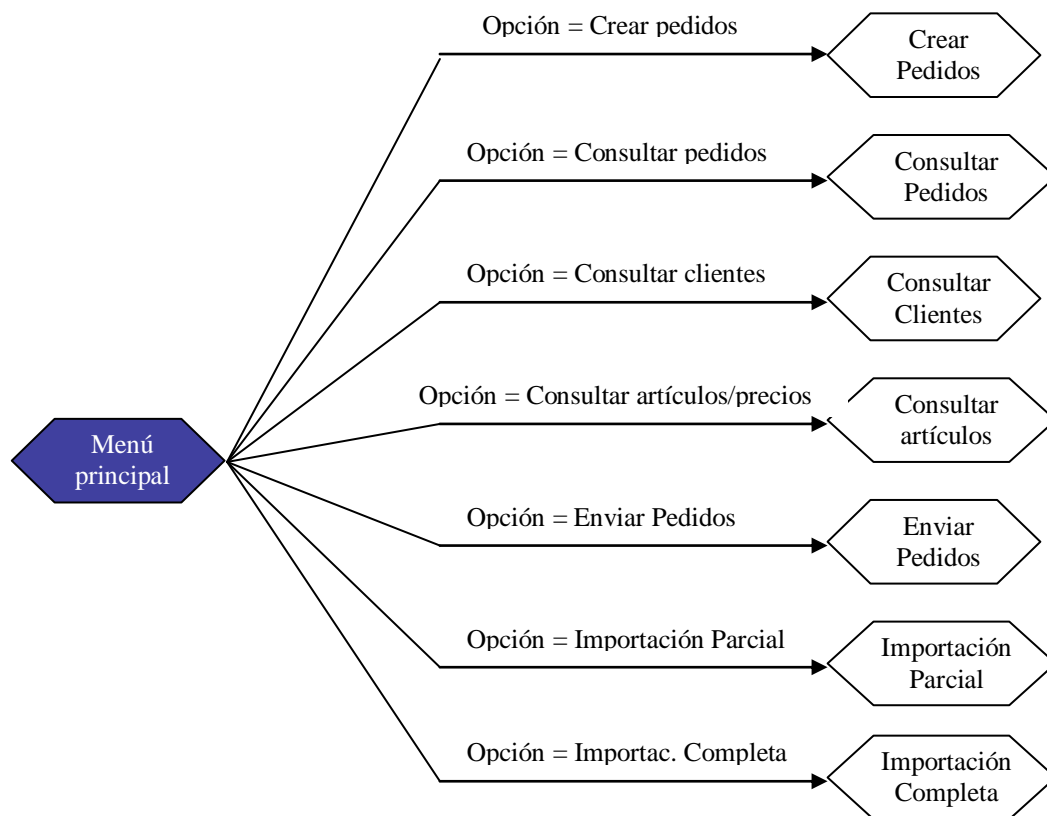 Opción = Crear pedidos
Crear
Pedidos
Opción = Consultar pedidos
Consultar
Pedidos
Opción = Consultar clientes
Consultar
Clientes
Opción = Consultar artículos/precios
Consultar
artículos
Menú
principal
Opción = Enviar Pedidos
Enviar
Pedidos
Opción = Importación Parcial
Importación
Parcial
Opción = Importac. Completa
Importación
Completa